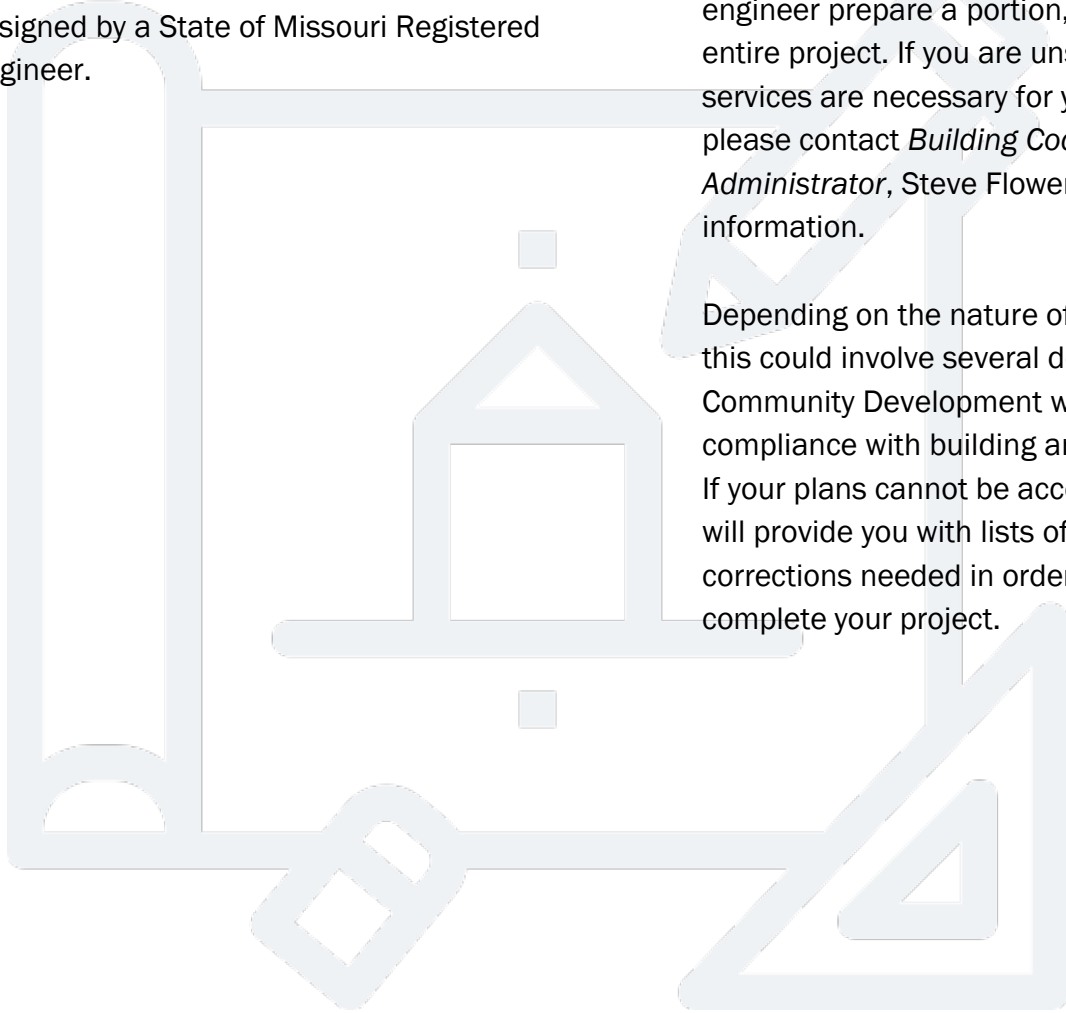 signed by a State of Missouri Registered
gineer.
engineer prepare a portion,
entire project. If you are uns
services are necessary for y
please contact Building Cod
Administrator, Steve Flower
information.
Depending on the nature of
this could involve several d
Community Development w
compliance with building an
If your plans cannot be acc
will provide you with lists of
corrections needed in order
complete your project.